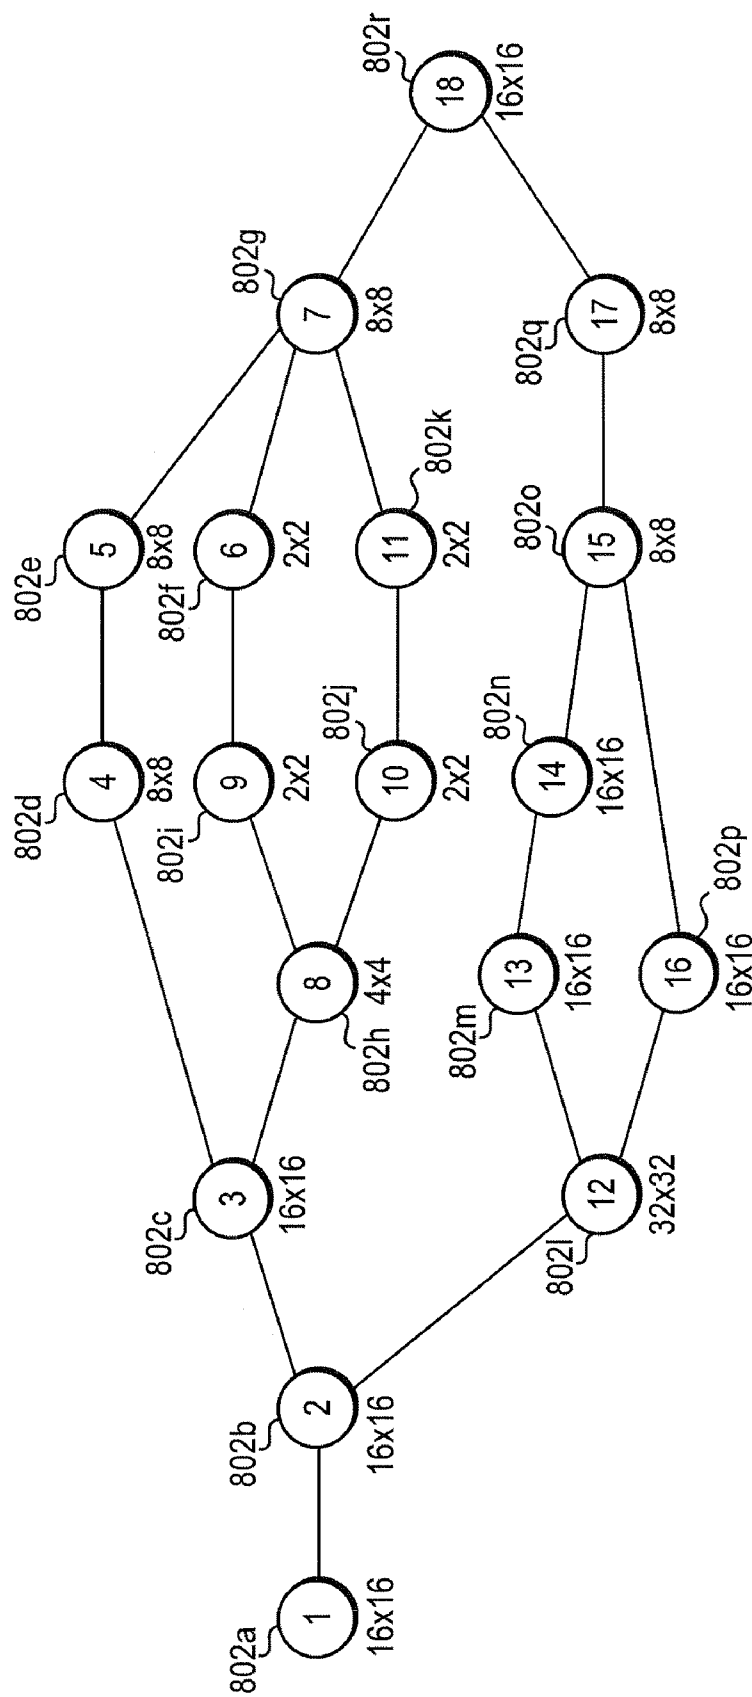 802a
1
16x16
802b
2
16x16
802c
3
16x16
802d
4
8x8
802e
5
8x8
802h
8
4x4
802i
9
2x2
802f
6
2x2
802j
10
2x2
802k
11
2x2
802g
7
8x8
802l
12
32x32
802m
13
16x16
802n
14
16x16
802p
16
16x16
802o
15
8x8
802q
17
8x8
802r
18
16x16